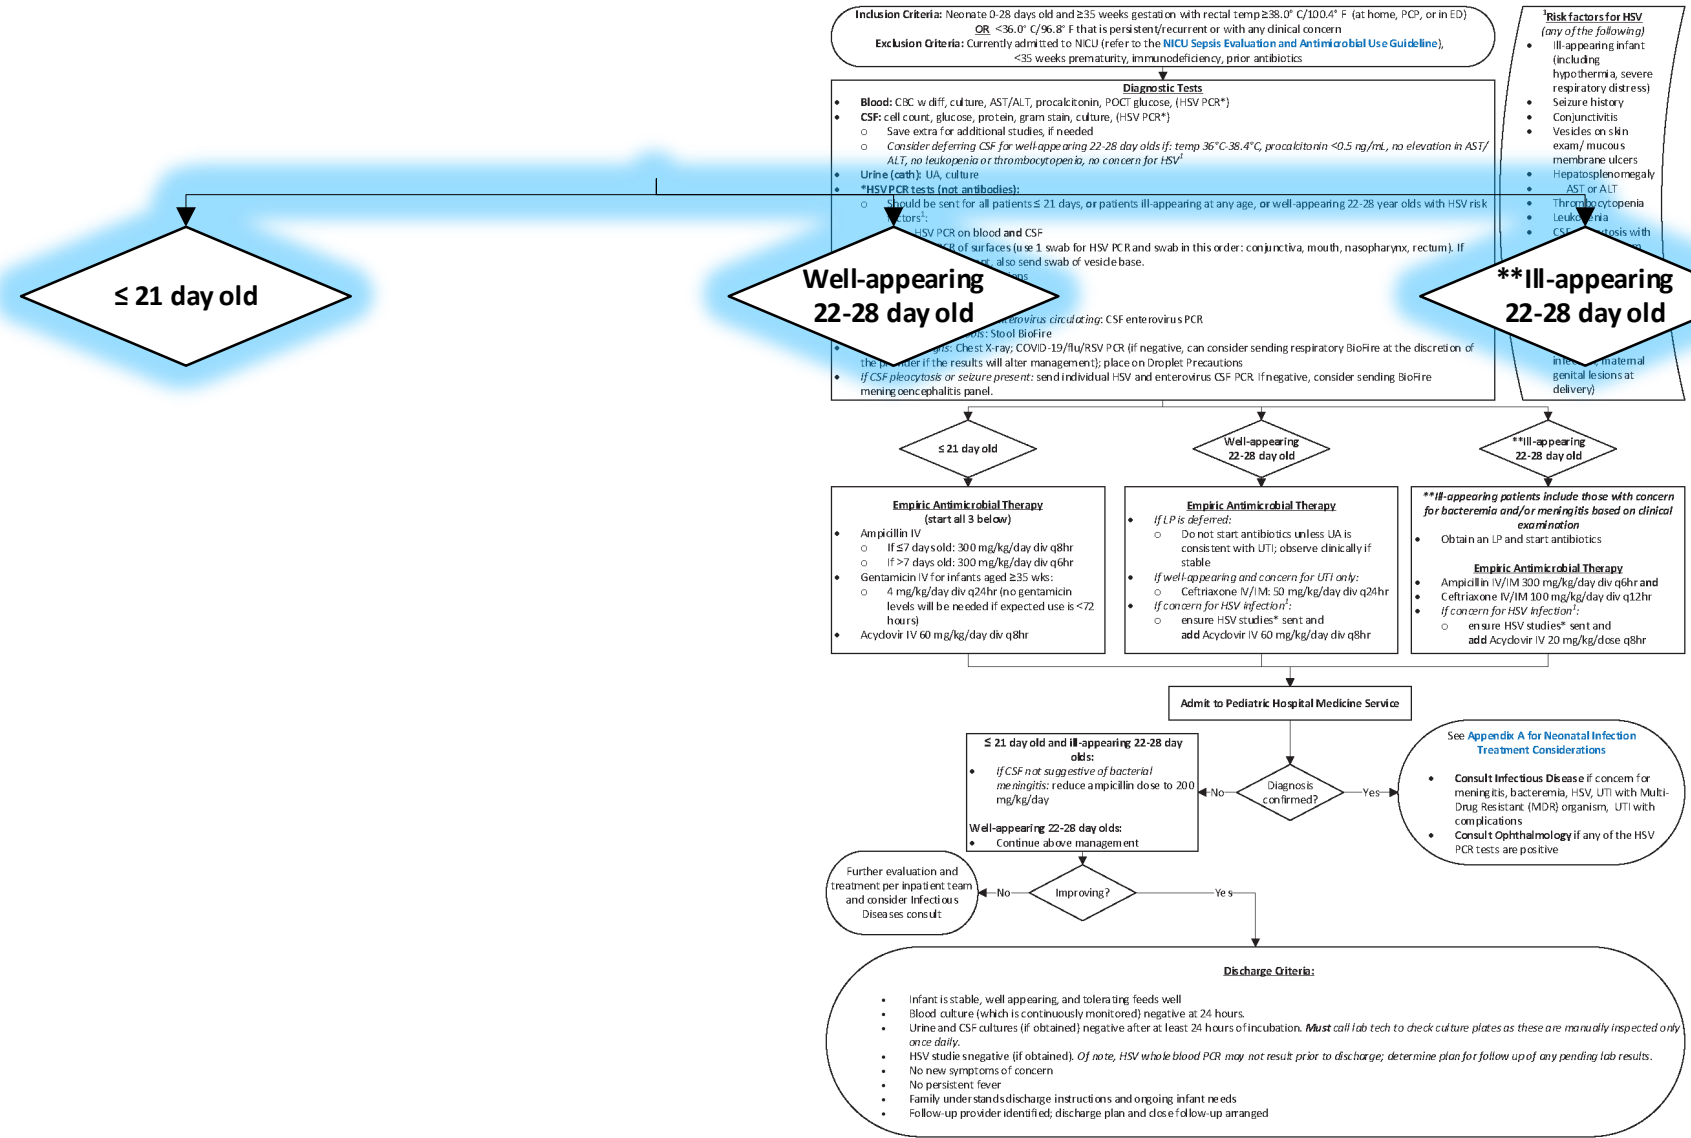 Inclusion Criteria: Neonate 0-28 days old and ≥35 weeks gestation with rectal temp ≥38.0° C/100.4° F (at home, PCP, or in ED)
OR <36.0° C/96.8° F that is persistent/recurrent or with any clinical concern
Exclusion Criteria: Currently admitted to NICU (refer to the NICU Sepsis Evaluation and Antimicrobial Use Guideline),
<35 weeks prematurity, immunodeficiency, prior antibiotics
1Risk factors for HSV
(any of the following)
• Ill-appearing infant
(including
hypothermia, severe
respiratory distress)
• Seizure history
• Conjunctivitis
• Vesicles on skin
exam/ mucous
membrane ulcers
• Hepatosplenomegaly
• AST or ALT
• Thrombocytopenia
• Leukopenia
• with
maternal
genital lesions at
delivery)
Diagnostic Tests
• Blood: CBC w diff, culture, AST/ALT, procalcitonin, POCT glucose, (HSV PCR*)
• CSF: cell count, glucose, protein, gram stain, culture, (HSV PCR*)
o Save extra for additional studies, if needed
o Consider deferring CSF for well-appearing 22-28 day olds if: temp 36°C-38.4°C, procalcitonin <0.5 ng/mL, no elevation in AST/
ALT, no leukopenia or thrombocytopenia, no concern for HSV1
• Urine (cath): UA, culture
• *HSV PCR tests (not antibodies):
o Should be sent for all patients ≤ 21 days, or patients ill-appearing at any age, or well-appearing 22-28 year olds with HSV risk
factors1:
HSV PCR on blood and CSF
of surfaces (use 1 swab for HSV PCR and swab in this order: conjunctiva, mouth, nasopharynx, rectum). If
also send swab of vesicle base.
enterovirus circulating: CSF enterovirus PCR
Stool BioFire
• Chest X-ray; COVID-19/flu/RSV PCR (if negative, can consider sending respiratory BioFire at the discretion of
the provider if the results will alter management); place on Droplet Precautions
• If CSF pleocytosis or seizure present: send individual HSV and enterovirus CSF PCR. If negative, consider sending BioFire
meningoencephalitis panel.
≤ 21 day old
Well-appearing
22-28 day old
**Ill-appearing
22-28 day old
≤ 21 day old
Well-appearing
22-28 day old
**Ill-appearing
22-28 day old
Empiric Antimicrobial Therapy
(start all 3 below)
• Ampicillin IV
o If ≤7 days old: 300 mg/kg/day div q8hr
o If >7 days old: 300 mg/kg/day div q6hr
• Gentamicin IV for infants aged ≥35 wks:
o 4 mg/kg/day div q24hr (no gentamicin
levels will be needed if expected use is <72
hours)
• Acyclovir IV 60 mg/kg/day div q8hr
Empiric Antimicrobial Therapy
• If LP is deferred:
o Do not start antibiotics unless UA is
consistent with UTI; observe clinically if
stable
• If well-appearing and concern for UTI only:
o Ceftriaxone IV/IM: 50 mg/kg/day div q24hr
• If concern for HSV infection1:
o ensure HSV studies* sent and
add Acyclovir IV 60 mg/kg/day div q8hr
**Ill-appearing patients include those with concern
for bacteremia and/or meningitis based on clinical
examination
• Obtain an LP and start antibiotics
Empiric Antimicrobial Therapy
• Ampicillin IV/IM 300 mg/kg/day div q6hr and
• Ceftriaxone IV/IM 100 mg/kg/day div q12hr
• If concern for HSV Infection1:
o ensure HSV studies* sent and
add Acyclovir IV 20 mg/kg/dose q8hr
Admit to Pediatric Hospital Medicine Service
≤ 21 day old and ill-appearing 22-28 day
olds:
• If CSF not suggestive of bacterial
meningitis: reduce ampicillin dose to 200
mg/kg/day
Well-appearing 22-28 day olds:
• Continue above management
No
Diagnosis
confirmed?
Yes
See Appendix A for Neonatal Infection
Treatment Considerations
• Consult Infectious Disease if concern for
meningitis, bacteremia, HSV, UTI with Multi-
Drug Resistant (MDR) organism, UTI with
complications
• Consult Ophthalmology if any of the HSV
PCR tests are positive
Further evaluation and
treatment per inpatient team
and consider Infectious
Diseases consult
No
Improving?
Yes
Discharge Criteria:
• Infant is stable, well appearing, and tolerating feeds well
• Blood culture (which is continuously monitored) negative at 24 hours.
• Urine and CSF cultures (if obtained) negative after at least 24 hours of incubation. Must call lab tech to check culture plates as these are manually inspected only
once daily.
• HSV studies negative (if obtained). Of note, HSV whole blood PCR may not result prior to discharge; determine plan for follow up of any pending lab results.
• No new symptoms of concern
• No persistent fever
• Family understands discharge instructions and ongoing infant needs
• Follow-up provider identified; discharge plan and close follow-up arranged